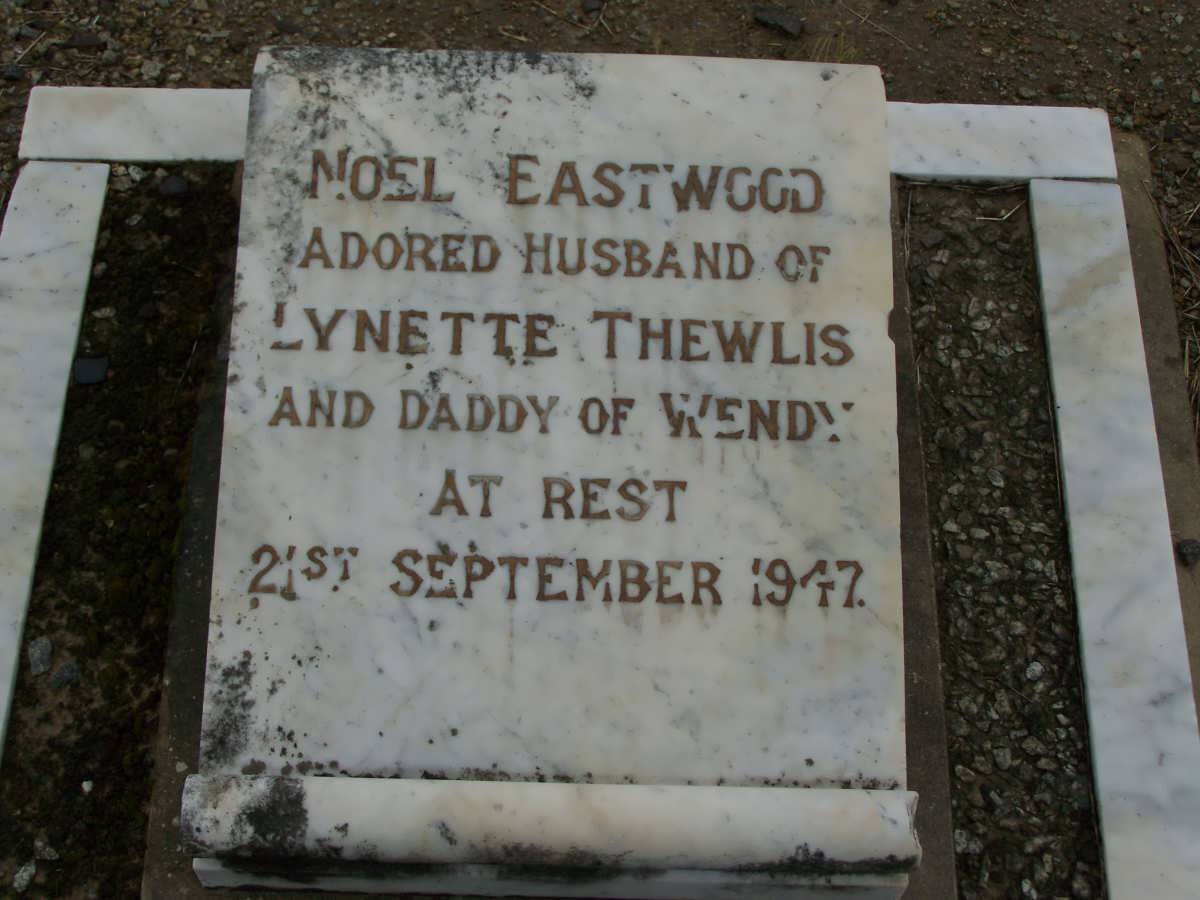 NOEL EASTWOOD
ADORED HUSBAND OF
LYNETTE THEWLIS
AND DADDY OF WENDY
AT REST
21ST SEPTEMBER 1947.